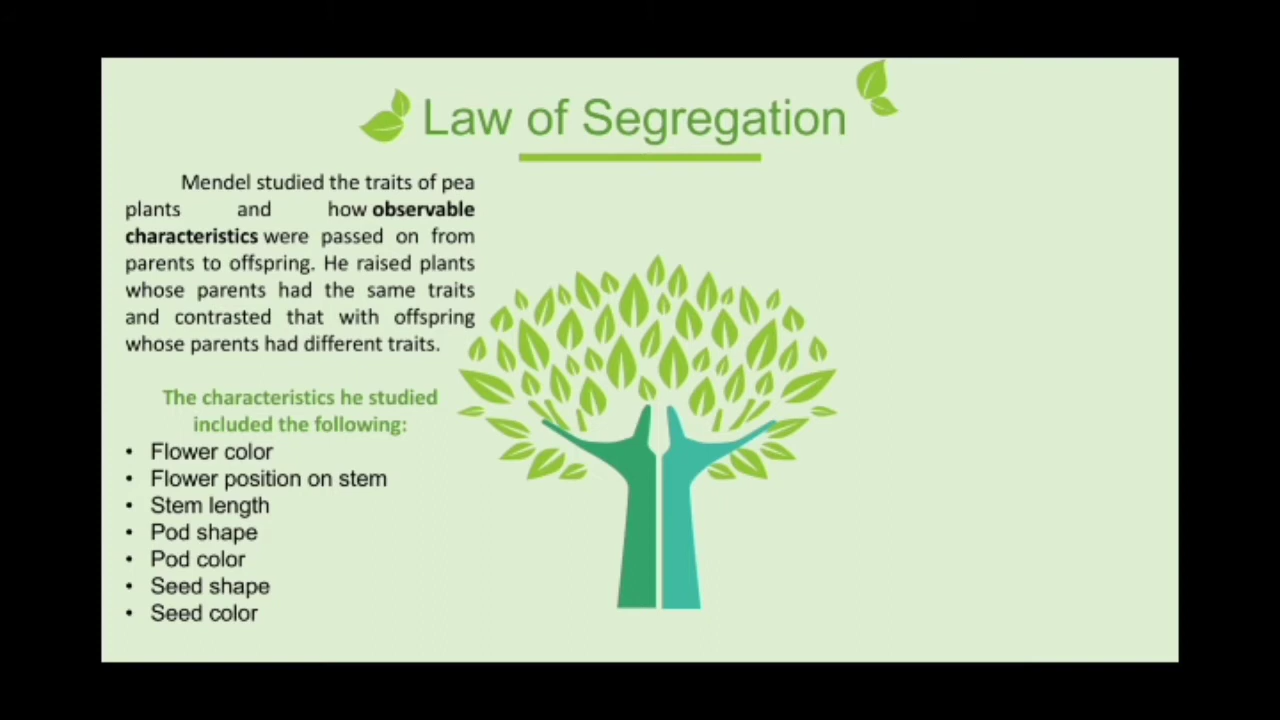 Law of Segregation
Mendel studied the traits of pea
plants and how observable
characteristics were passed on from
parents to offspring. He raised plants
whose parents had the same traits
and contrasted that with offspring
whose parents had different traits.
The characteristics he studied
included the following:
• Flower color
• Flower position on stem
• Stem length
• Pod shape
• Pod color
• Seed shape
• Seed color